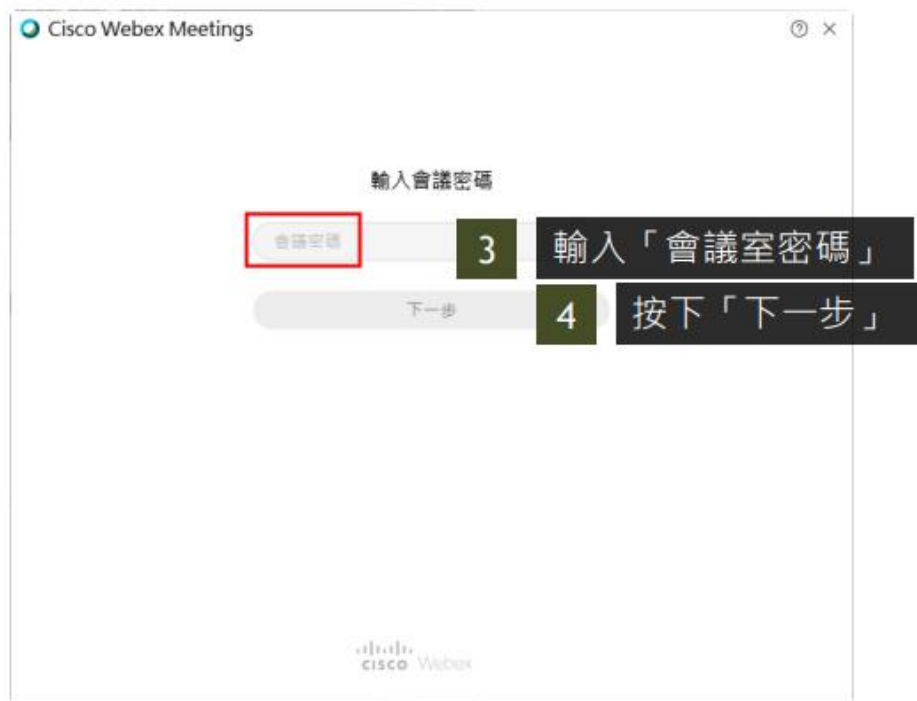 Cisco Webex Meetings
輸入會議密碼
會議密碼
3 輸入「會議室密碼」
下一步
4 按下「下一步」
cisco Webex